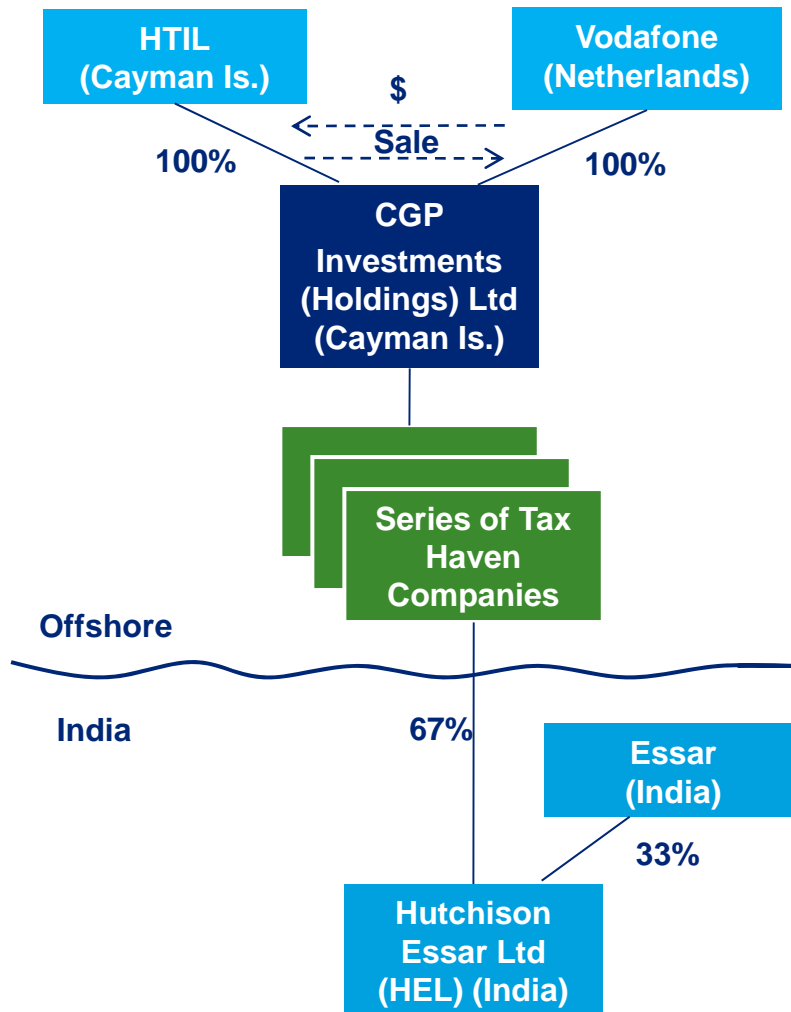 HTIL
(Cayman Is.)
Vodafone
(Netherlands)
$
Sale
100%
100%
CGP
Investments
(Holdings) Ltd
(Cayman Is.)
Series of Tax
Haven
Companies
Offshore
India
67%
Essar
(India)
33%
Hutchison
Essar Ltd
(HEL) (India)